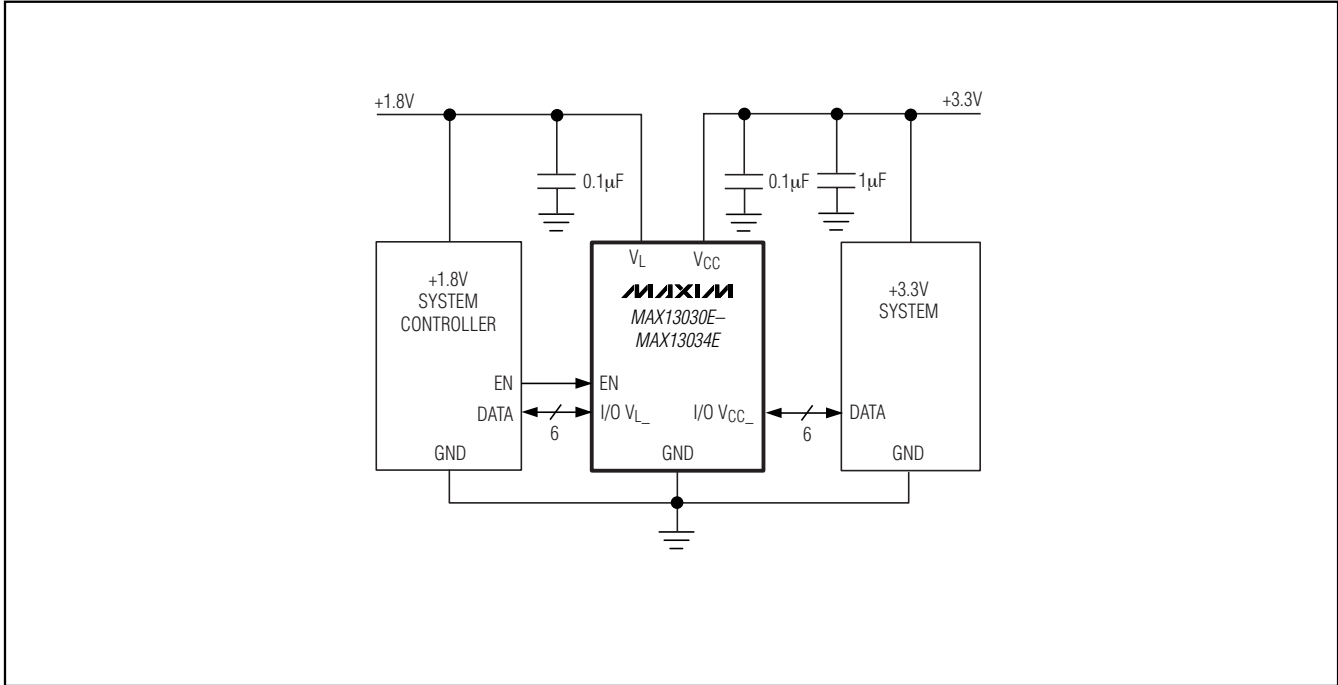 +1.8V
+3.3V
0.1µF
0.1µF
1µF
+1.8V
SYSTEM
CONTROLLER
EN
DATA
GND
6
VL
VCC
MAXIM
MAX13030E–
MAX13034E
EN
I/O VL_
I/O VCC_
GND
6
+3.3V
SYSTEM
DATA
GND